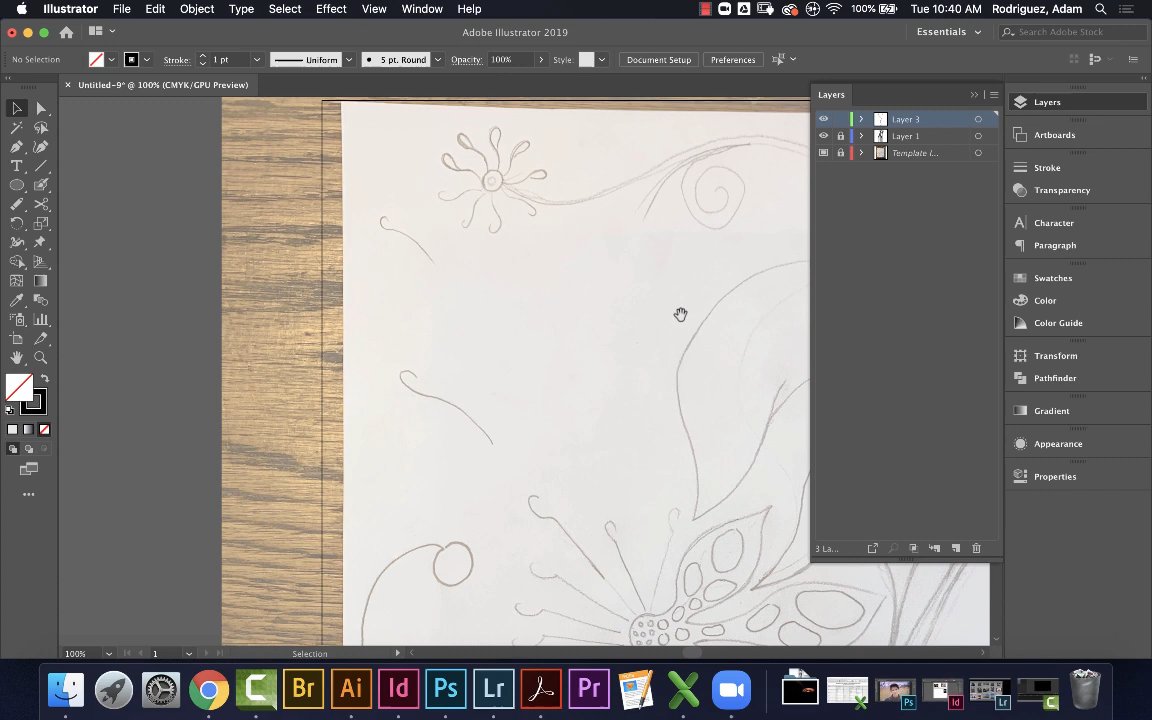 Illustrator File Edit Object Type Select Effect View Window Help 100% Tue 10:40 AM Rodriguez, Adam
Adobe Illustrator 2019 Essentials Search Adobe Stock
No Selection Stroke: 1 pt Uniform 5 pt. Round Opacity: 100% Style: Document Setup Preferences
× Untitled-9* @ 100% (CMYK/GPU Preview)
Layers
Layer 3
Layer 1
Template I...
3 La...
Layers
Artboards
Stroke
Transparency
Character
Paragraph
Swatches
Color
Color Guide
Transform
Pathfinder
Gradient
Appearance
Properties
100% 1 Selection
Br Ai Id Ps Lr Pr Ps Id Lr